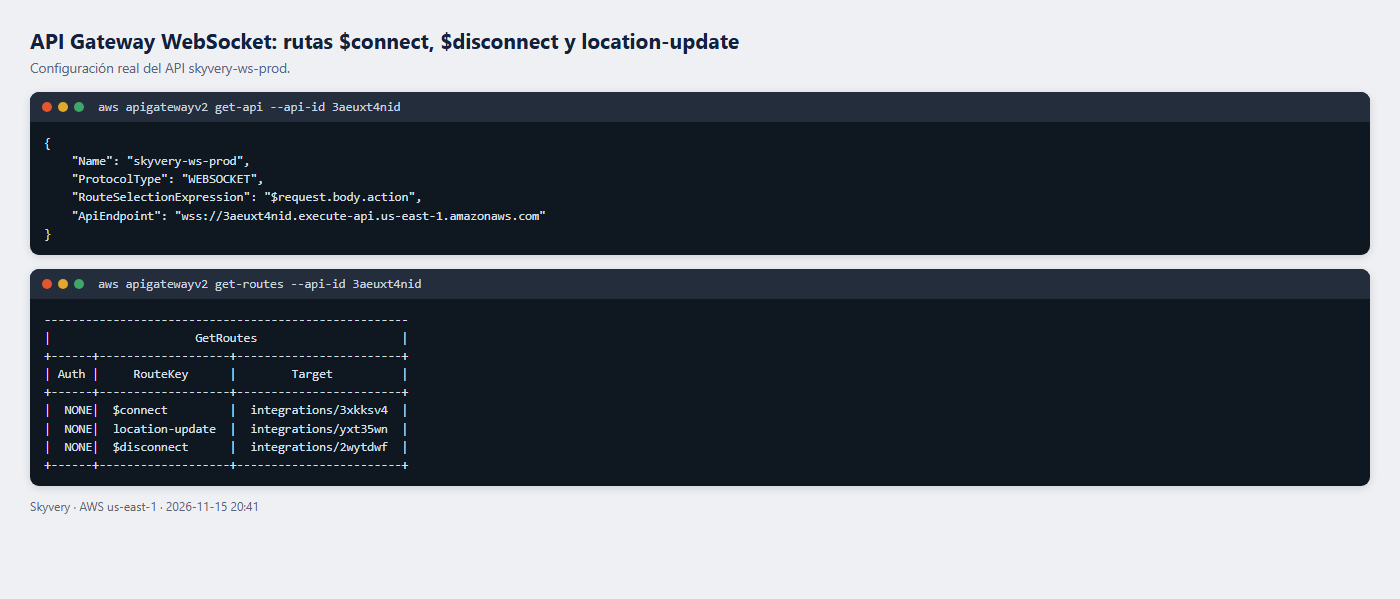 API Gateway WebSocket: rutas $connect, $disconnect y location-update
Configuración real del API skyvery-ws-prod.
aws apigatewayv2 get-api --api-id 3aeuxt4nid
{
    "Name": "skyvery-ws-prod",
    "ProtocolType": "WEBSOCKET",
    "RouteSelectionExpression": "$request.body.action",
    "ApiEndpoint": "wss://3aeuxt4nid.execute-api.us-east-1.amazonaws.com"
}
aws apigatewayv2 get-routes --api-id 3aeuxt4nid
-----------------------------------------------------
|                     GetRoutes                     |
+------+-------------------+------------------------+
| Auth |     RouteKey      |        Target          |
+------+-------------------+------------------------+
|  NONE|  $connect         |  integrations/3xkksv4  |
|  NONE|  location-update  |  integrations/yxt35wn  |
|  NONE|  $disconnect      |  integrations/2wytdwf  |
+------+-------------------+------------------------+
Skyvery · AWS us-east-1 · 2026-11-15 20:41